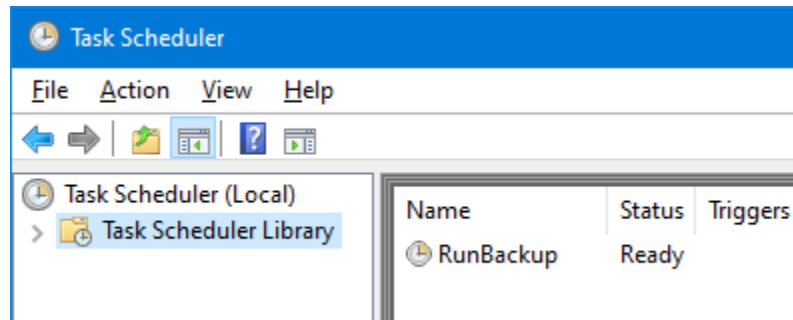 Task Scheduler
File Action View Help
Task Scheduler (Local)
Task Scheduler Library
Name Status Triggers
RunBackup Ready